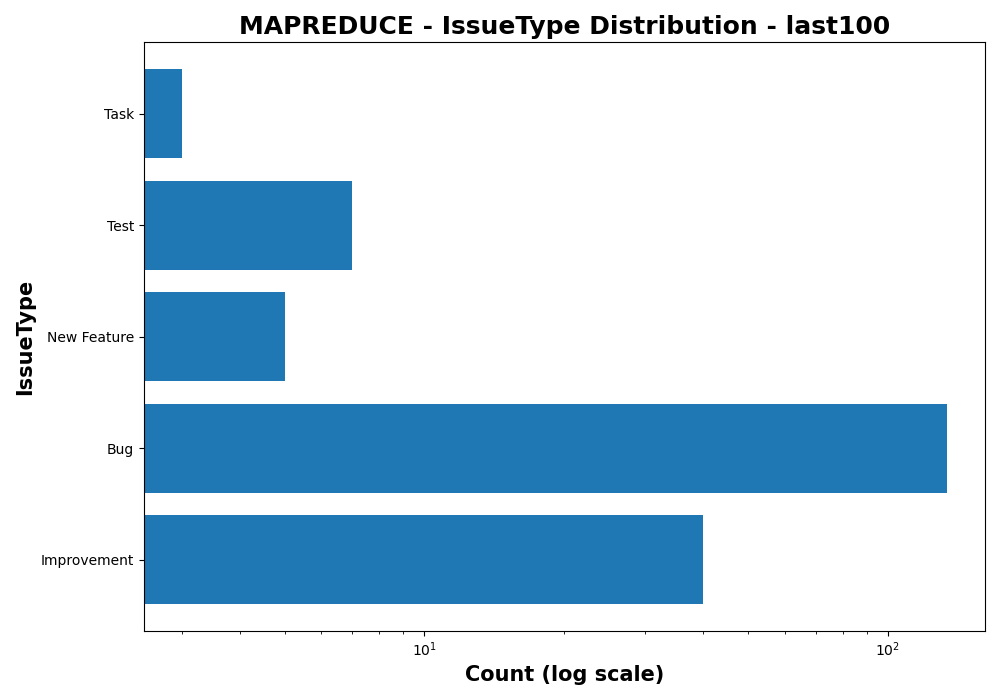 MAPREDUCE - IssueType Distribution - last100
Task
Test
New Feature
Bug
Improvement
IssueType
10¹
10²
Count (log scale)